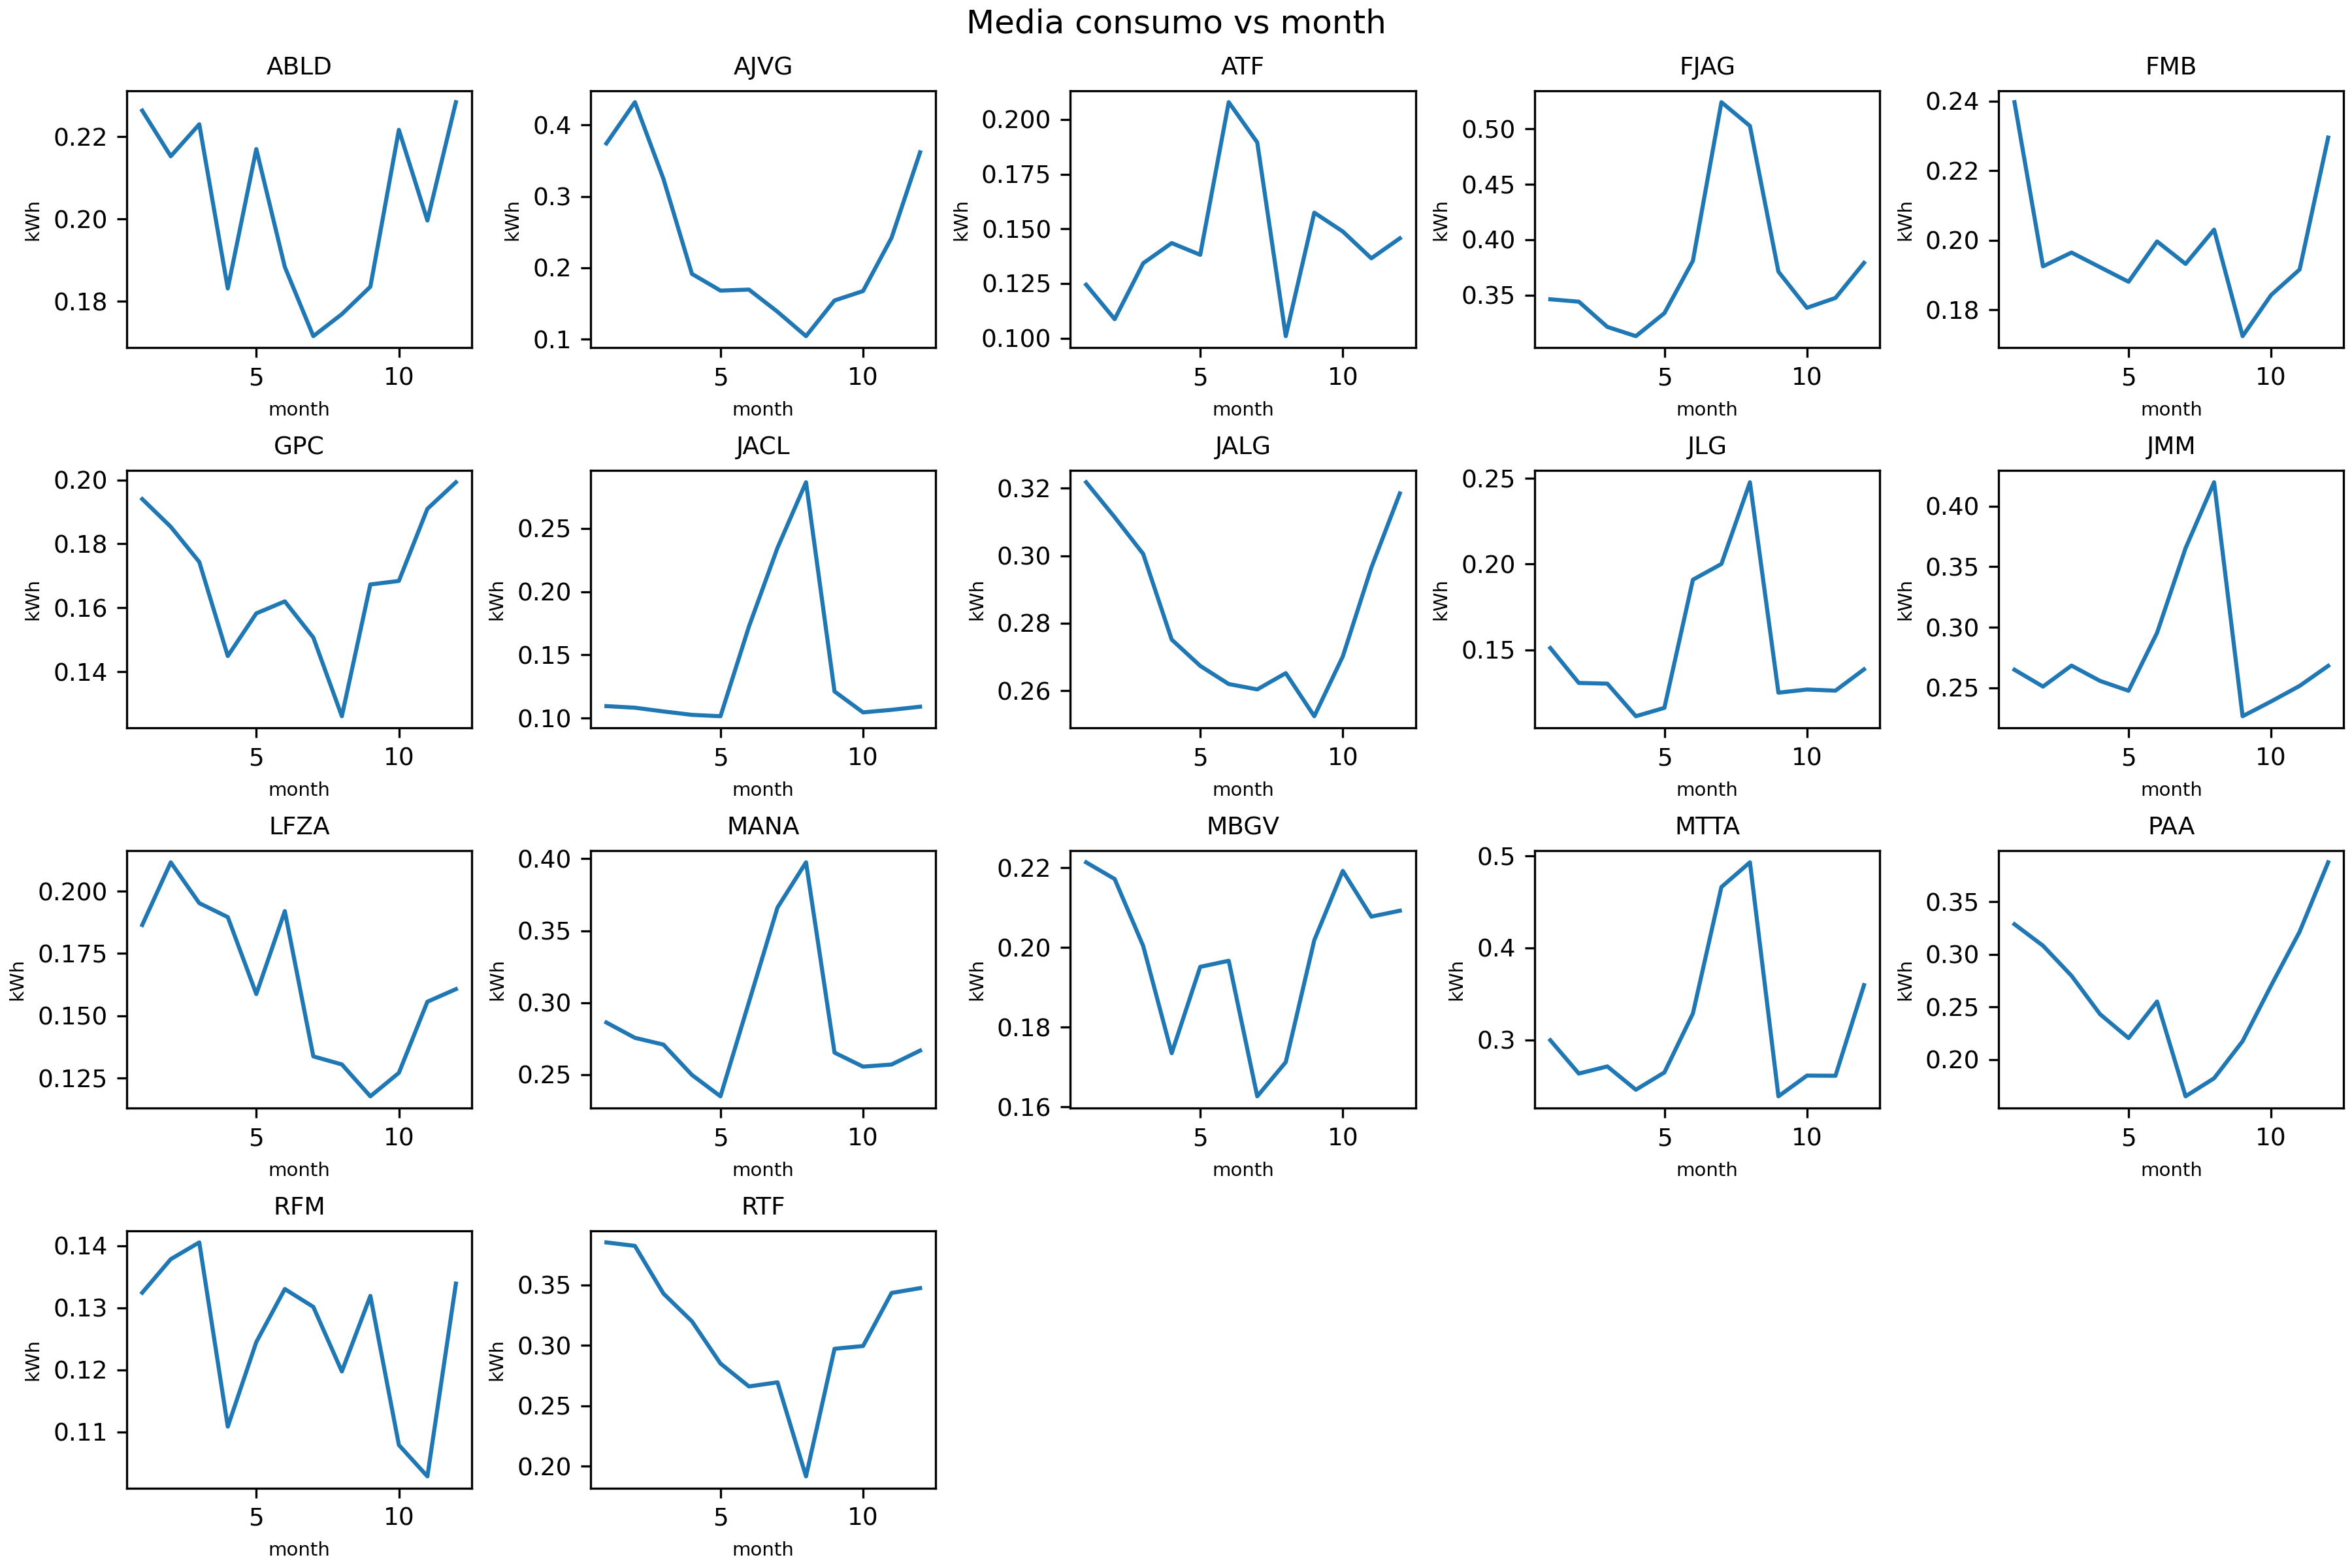 Media consumo vs month
ABLD
0.22
0.20
0.18
kWh
5 10
month
AJVG
0.4
0.3
0.2
0.1
kWh
5 10
month
ATF
0.200
0.175
0.150
0.125
0.100
kWh
5 10
month
FJAG
0.50
0.45
0.40
0.35
kWh
5 10
month
FMB
0.24
0.22
0.20
0.18
kWh
5 10
month
GPC
0.20
0.18
0.16
0.14
kWh
5 10
month
JACL
0.25
0.20
0.15
0.10
kWh
5 10
month
JALG
0.32
0.30
0.28
0.26
kWh
5 10
month
JLG
0.25
0.20
0.15
kWh
5 10
month
JMM
0.40
0.35
0.30
0.25
kWh
5 10
month
LFZA
0.200
0.175
0.150
0.125
kWh
5 10
month
MANA
0.40
0.35
0.30
0.25
kWh
5 10
month
MBGV
0.22
0.20
0.18
0.16
kWh
5 10
month
MTTA
0.5
0.4
0.3
kWh
5 10
month
PAA
0.35
0.30
0.25
0.20
kWh
5 10
month
RFM
0.14
0.13
0.12
0.11
kWh
5 10
month
RTF
0.35
0.30
0.25
0.20
kWh
5 10
month